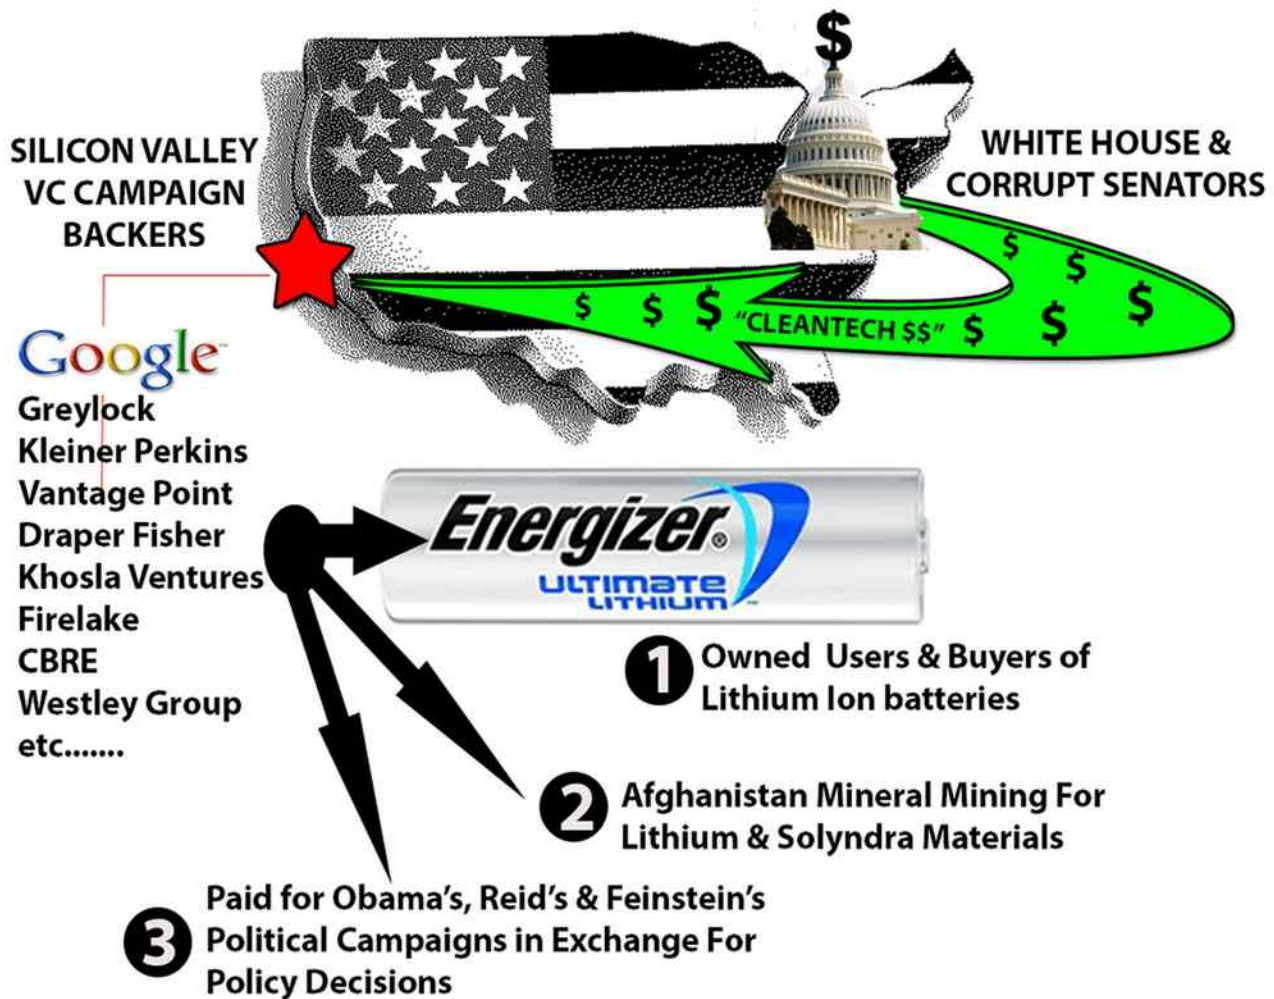 $
SILICON VALLEY
VC CAMPAIGN
BACKERS
WHITE HOUSE &
CORRUPT SENATORS
$ $ $ "CLEANTECH $$" $ $ $ $ $
Google™
Greylock
Kleiner Perkins
Vantage Point
Draper Fisher
Khosla Ventures
Firelake
CBRE
Westley Group
etc.......
Energizer®
ULTIMATE
LITHIUM™
1 Owned Users & Buyers of
Lithium Ion batteries
2 Afghanistan Mineral Mining For
Lithium & Solyndra Materials
3 Paid for Obama's, Reid's & Feinstein's
Political Campaigns in Exchange For
Policy Decisions